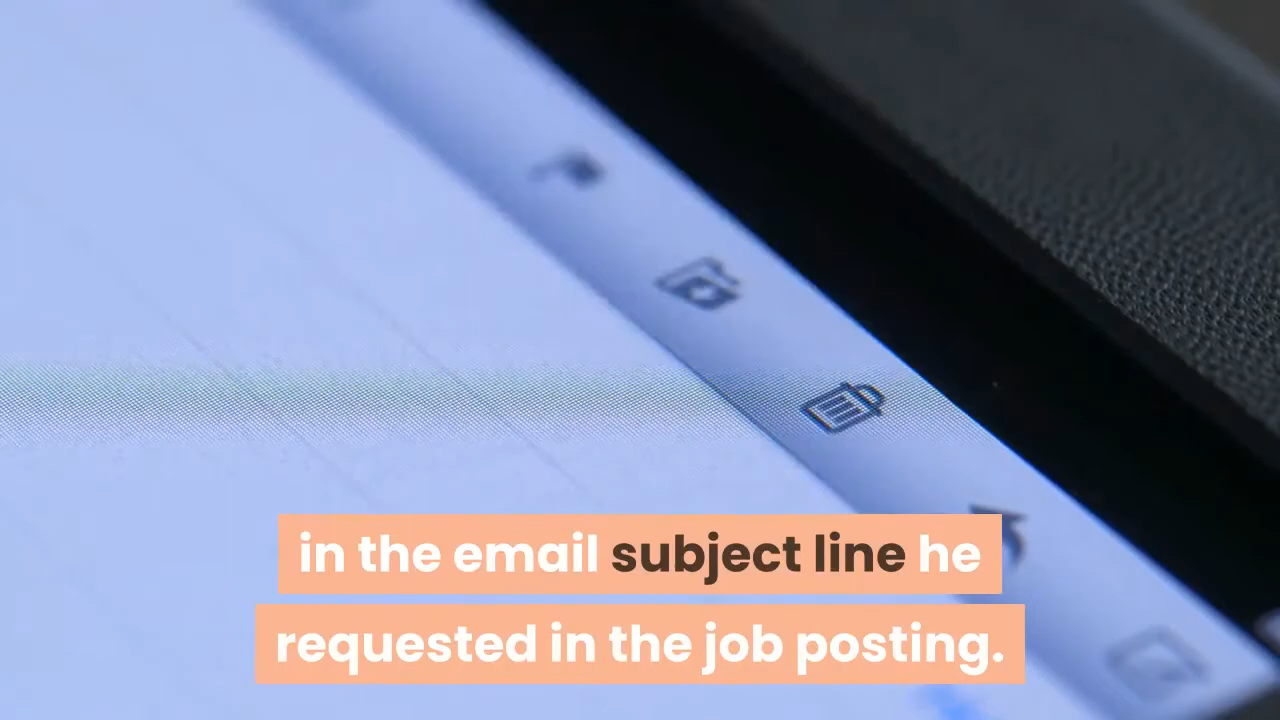 in the email subject line he
requested in the job posting.